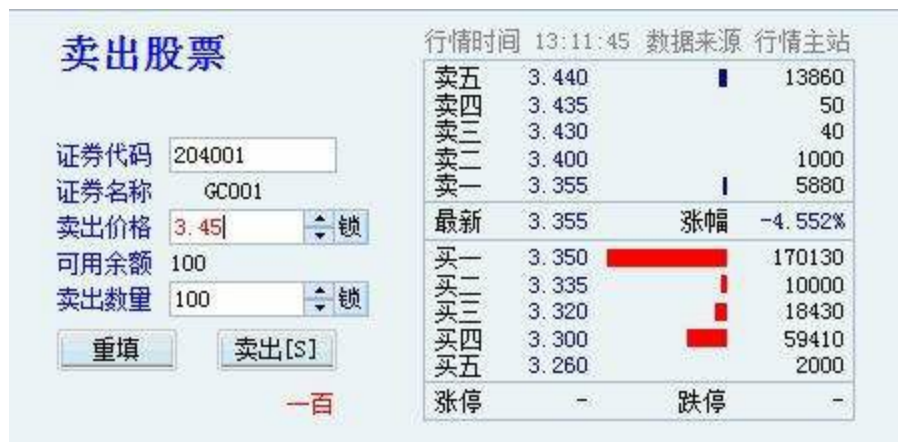 卖出股票
证券代码 204001
证券名称 GC001
卖出价格 3.45 锁
可用余额 100
卖出数量 100 锁
重填 卖出[S]
一百
行情时间 13:11:45 数据来源 行情主站
卖五 3.440 13860
卖四 3.435 50
卖三 3.430 40
卖二 3.400 1000
卖一 3.355 5880
最新 3.355 涨幅 -4.552%
买一 3.350 170130
买二 3.335 10000
买三 3.320 18430
买四 3.300 59410
买五 3.260 2000
涨停 - 跌停 -